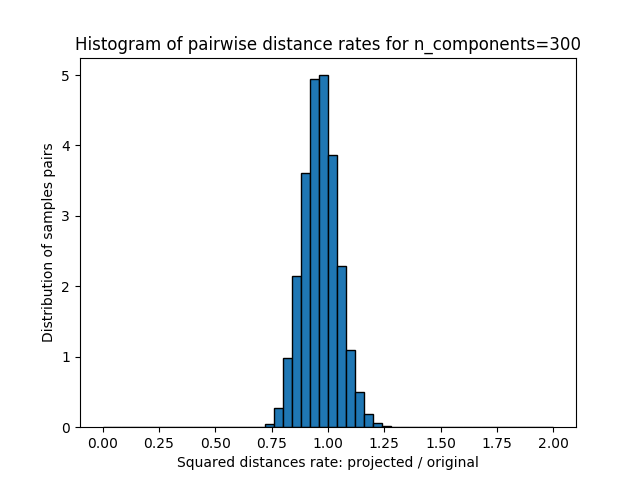 Histogram of pairwise distance rates for n_components=300
5
4
3
2
1
0
Distribution of samples pairs
0.00 0.25 0.50 0.75 1.00 1.25 1.50 1.75 2.00
Squared distances rate: projected / original